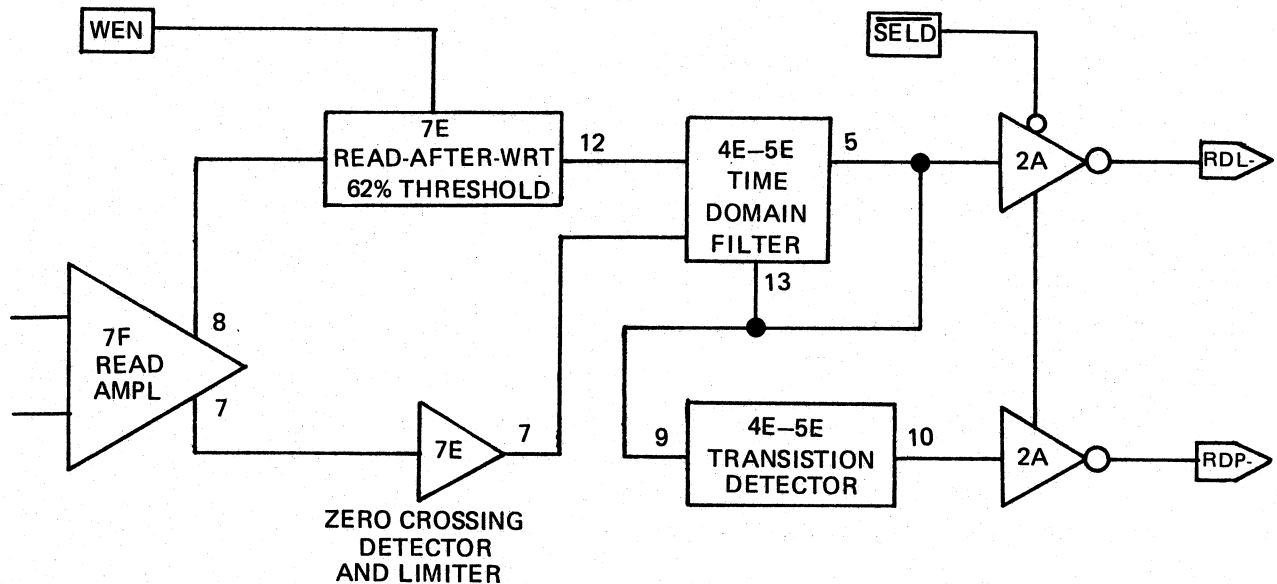 WEN
SELD
7E
READ-AFTER-WRT
62% THRESHOLD
12
4E–5E
TIME
DOMAIN
FILTER
5
2A
RDL-
13
7F
READ
AMPL
8
7
7E
7
ZERO CROSSING
DETECTOR
AND LIMITER
9
4E–5E
TRANSISTION
DETECTOR
10
2A
RDP-